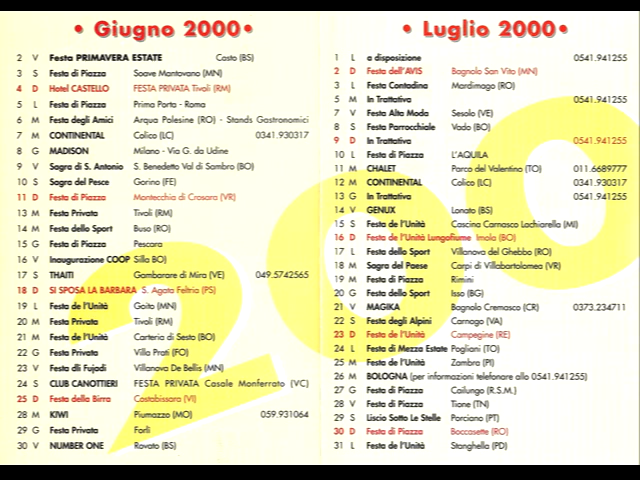 • Giugno 2000 •
2 V Festa PRIMAVERA ESTATE Casto (BS)
3 S Festa di Piazza Soave Mantovano (MN)
4 D Hotel CASTELLO FESTA PRIVATA Tivoli (RM)
5 L Festa di Piazza Prima Porta - Roma
6 M Festa degli Amici Arqua Polesine (RO) - Stands Gastronomici
7 M CONTINENTAL Colico (LC) 0341.930317
8 G MADISON Milano - Via G. da Udine
9 V Sagra di S. Antonio S. Benedetto Val di Sambro (BO)
10 S Sagra del Pesce Gorino (FE)
11 D Festa di Piazza Montecchia di Crosara (VR)
13 M Festa Privata Tivoli (RM)
14 M Festa dello Sport Buso (RO)
15 G Festa di Piazza Pescara
16 V Inaugurazione COOP Silla BO)
17 S THAITI Gambarare di Mira (VE) 049.5742565
18 D SI SPOSA LA BARBARA S. Agata Feltria (PS)
19 L Festa de l'Unità Goito (MN)
20 M Festa Privata Tivoli (RM)
21 M Festa de l'Unità Carteria di Sesto (BO)
22 G Festa Privata Villa Prati (FO)
23 V Festa dli Fujadi Villanova De Bellis (MN)
24 S CLUB CANOTTIERI FESTA PRIVATA Casale Monferrato (VC)
25 D Festa della Birra Costabissara (VI)
28 M KIWI Piumazzo (MO) 059.931064
29 G Festa Privata Forlì
30 V NUMBER ONE Rovato (BS)
• Luglio 2000 •
1 L a disposizione 0541.941255
2 D Festa dell'AVIS Bagnolo San Vito (MN)
3 L Festa Contadina Mardimago (RO)
5 M In Trattativa 0541.941255
7 V Festa Alta Moda Sesolo (VE)
8 S Festa Parrocchiale Vado (BO)
9 D In Trattativa 0541.941255
10 L Festa di Piazza L'AQUILA
11 M CHALET Parco del Valentino (TO) 011.6689777
12 M CONTINENTAL Colico (LC) 0341.930317
13 G In Trattativa 0541.941255
14 V GENUX Lonato (BS)
15 S Festa de l'Unità Cascina Carnasco Lachiarella (MI)
16 D Festa de l'Unità Lungofiume Imola (BO)
17 L Festa dello Sport Villanova del Ghebbo (RO)
18 M Sagra del Paese Carpi di Villabartolomea (VR)
19 M Festa di Piazza Rimini
20 G Festa dello Sport Isso (BG)
21 V MAGIKA Bagnolo Cremasco (CR) 0373.234711
22 S Festa degli Alpini Carnago (VA)
23 D Festa de l'Unità Campegine (RE)
24 L Festa di Mezza Estate Pogliani (TO)
25 M Festa de l'Unità Zambra (PI)
26 M BOLOGNA (per informazioni telefonare allo 0541.941255)
27 G Festa di Piazza Cailungo (R.S.M.)
28 V Festa di Piazza Tione (TN)
29 S Liscio Sotto Le Stelle Porciano (PT)
30 D Festa di Piazza Boccasette (RO)
31 L Festa de l'Unità Stanghella (PD)
2000